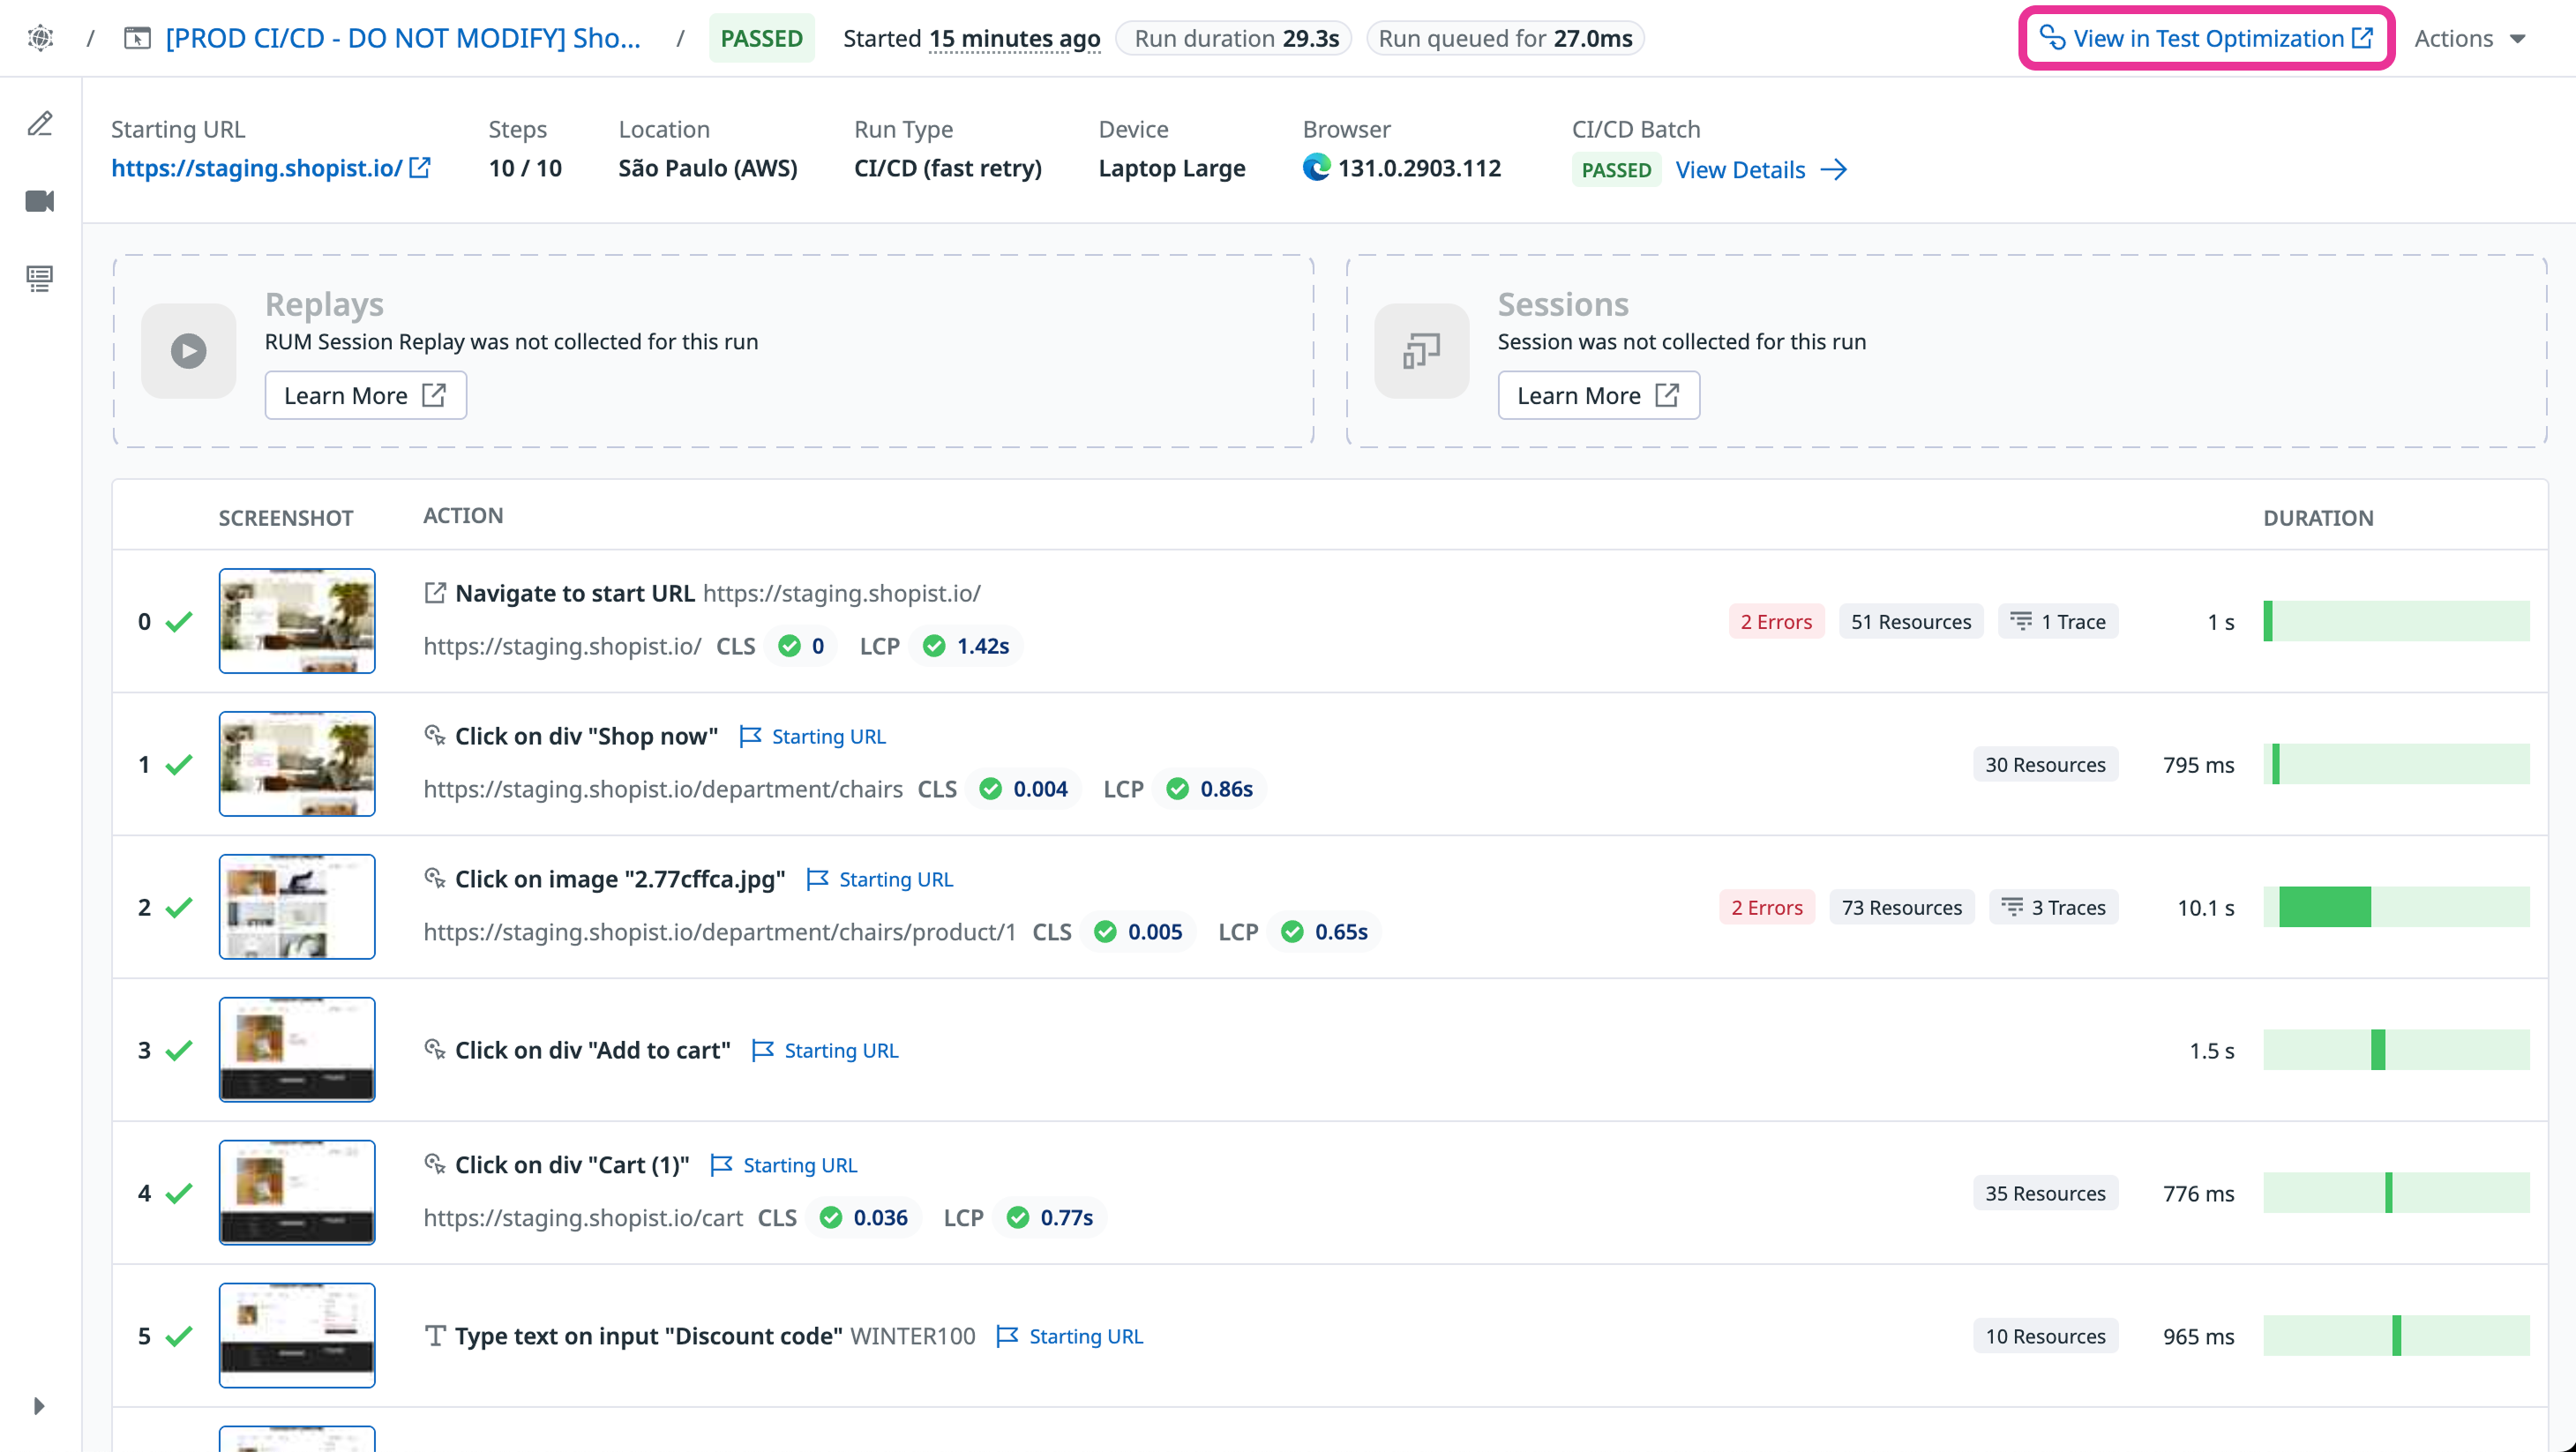 / [PROD CI/CD - DO NOT MODIFY] Sho... / PASSED Started 15 minutes ago Run duration 29.3s Run queued for 27.0ms View in Test Optimization Actions
Starting URL Steps Location Run Type Device Browser CI/CD Batch
https://staging.shopist.io/ 10 / 10 São Paulo (AWS) CI/CD (fast retry) Laptop Large 131.0.2903.112 PASSED View Details
Replays
RUM Session Replay was not collected for this run
Learn More
Sessions
Session was not collected for this run
Learn More
SCREENSHOT ACTION DURATION
0 Navigate to start URL https://staging.shopist.io/
https://staging.shopist.io/ CLS 0 LCP 1.42s
2 Errors 51 Resources 1 Trace 1 s
1 Click on div "Shop now" Starting URL
https://staging.shopist.io/department/chairs CLS 0.004 LCP 0.86s
30 Resources 795 ms
2 Click on image "2.77cffca.jpg" Starting URL
https://staging.shopist.io/department/chairs/product/1 CLS 0.005 LCP 0.65s
2 Errors 73 Resources 3 Traces 10.1 s
3 Click on div "Add to cart" Starting URL 1.5 s
4 Click on div "Cart (1)" Starting URL
https://staging.shopist.io/cart CLS 0.036 LCP 0.77s
35 Resources 776 ms
5 Type text on input "Discount code" WINTER100 Starting URL 10 Resources 965 ms